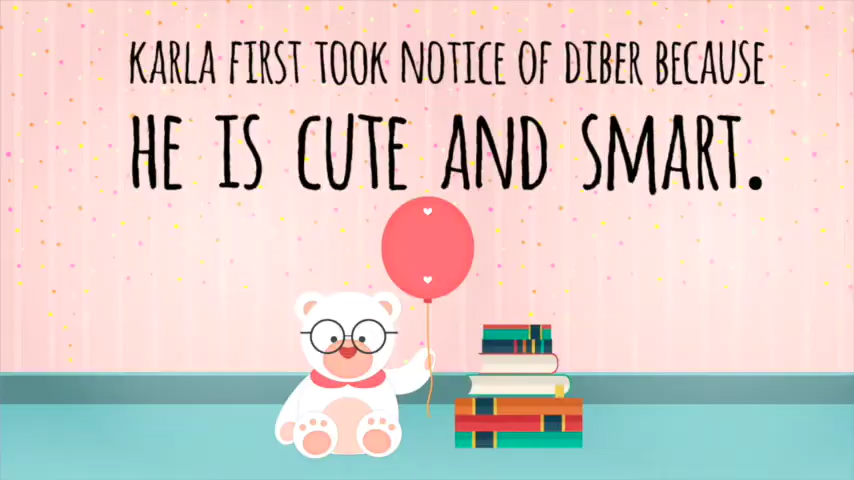 KARLA FIRST TOOK NOTICE OF DIBER BECAUSE
HE IS CUTE AND SMART.